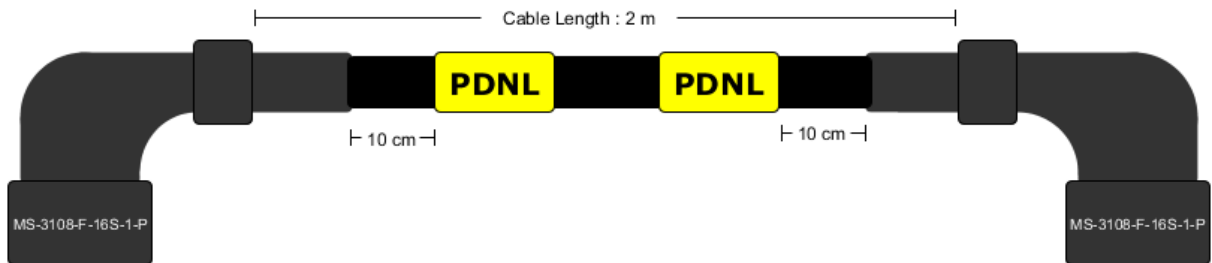 Cable Length : 2 m
PDNL
PDNL
10 cm
10 cm
MS-3108-F-16S-1-P
MS-3108-F-16S-1-P